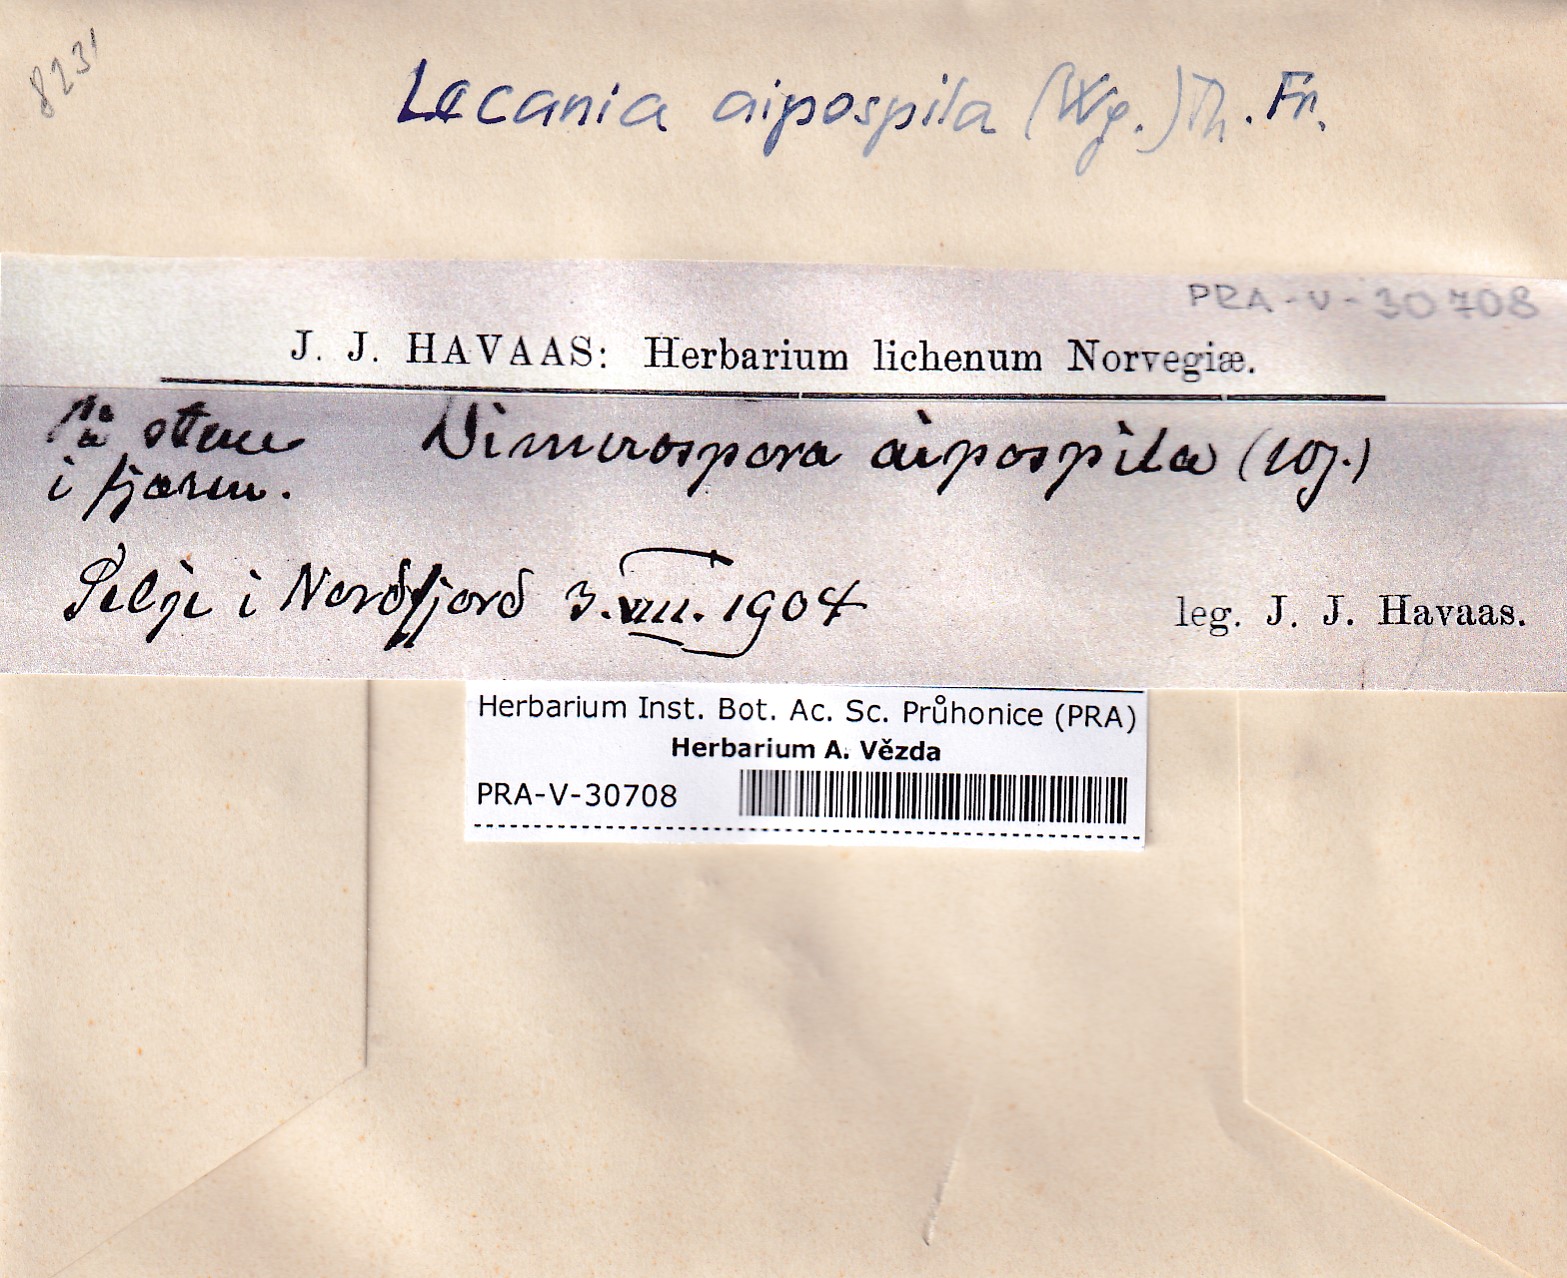 8231
Lecania aipospila (Wg.) Th. Fr.
PRA-V-30708
J. J. HAVAAS: Herbarium lichenum Norvegiæ.
På stene Dimerospora aipospila (Wg.)
i fjæren.
Selje i Nordfjord 3.VIII.1904
leg. J. J. Havaas.
Herbarium Inst. Bot. Ac. Sc. Průhonice (PRA)
Herbarium A. Vězda
PRA-V-30708